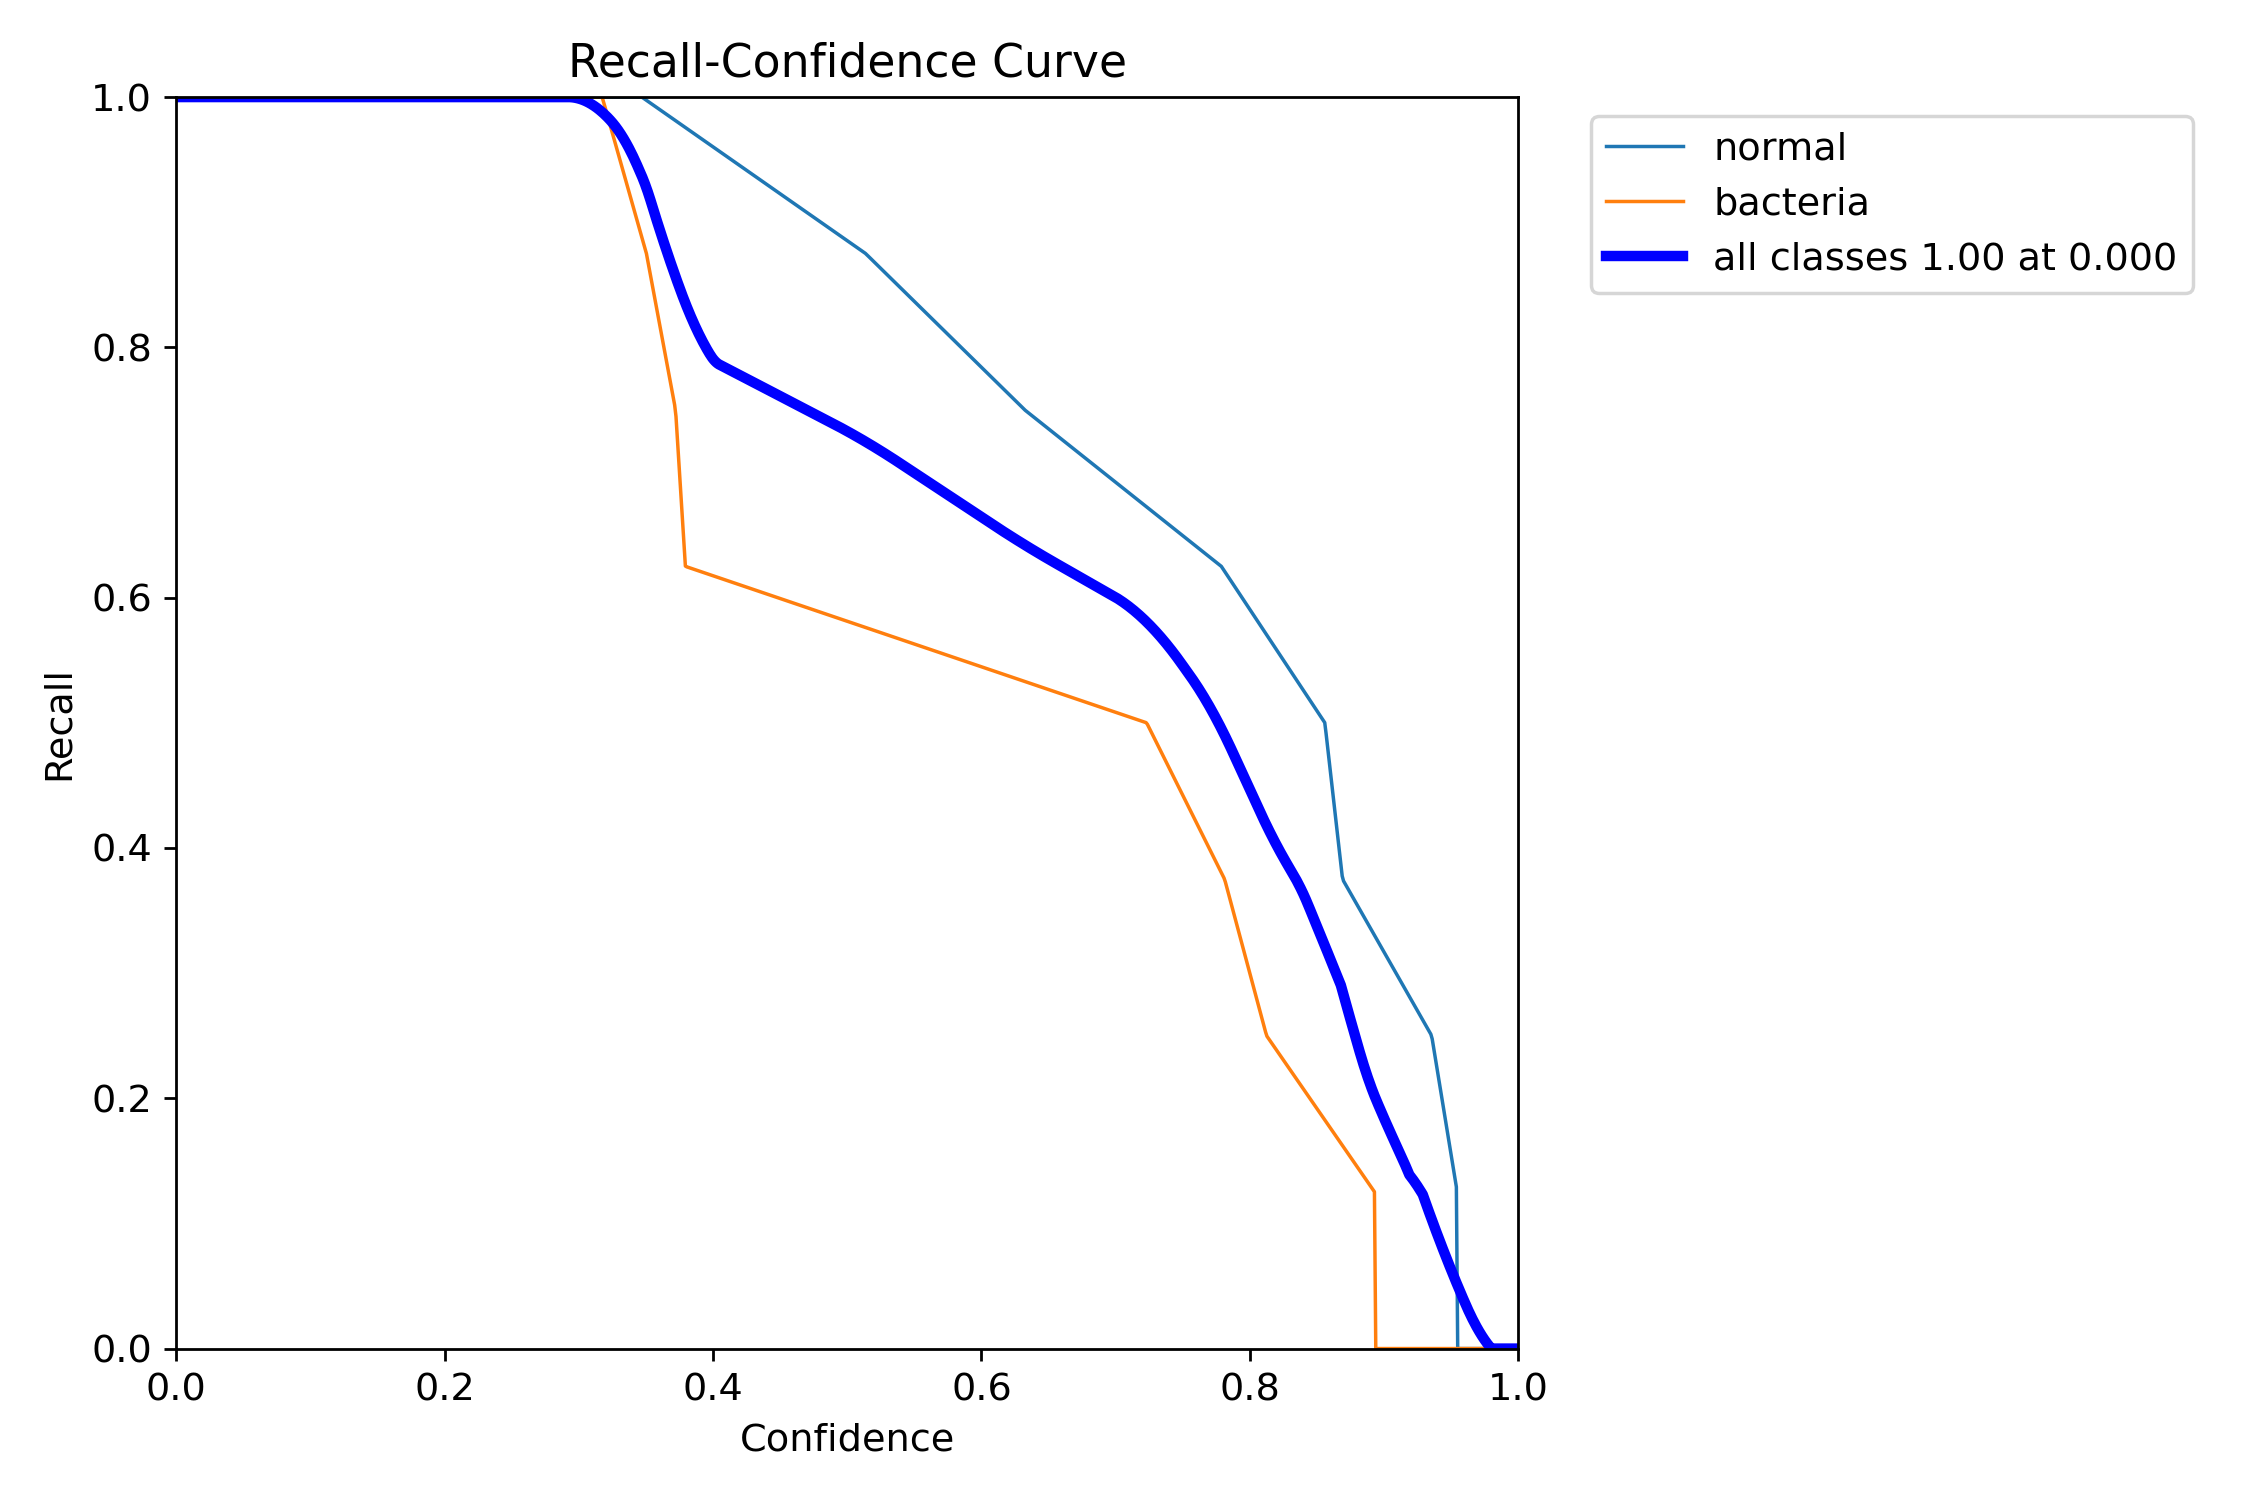 Recall-Confidence Curve
normal
bacteria
all classes 1.00 at 0.000
1.0
0.8
0.6
0.4
0.2
0.0
Recall
0.0 0.2 0.4 0.6 0.8 1.0
Confidence